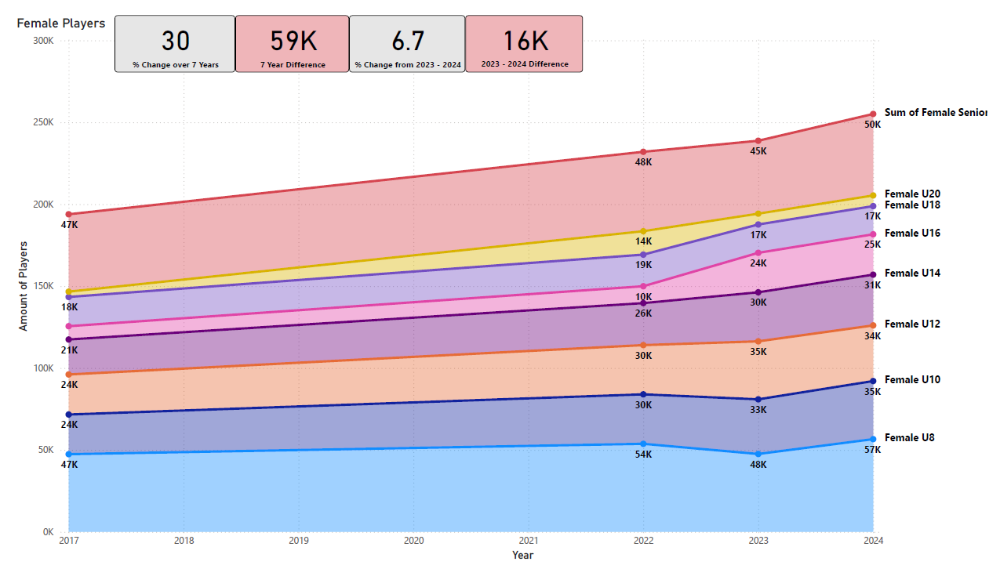 Female Players
30
% Change over 7 Years
59K
7 Year Difference
6.7
% Change from 2023 - 2024
16K
2023 - 2024 Difference
300K
250K
200K
150K
100K
50K
0K
Amount of Players
47K
48K
45K
50K
Sum of Female Senior
14K
Female U20
18K
19K
17K
17K
Female U18
10K
24K
25K
Female U16
21K
26K
30K
31K
Female U14
24K
30K
35K
34K
Female U12
24K
30K
33K
35K
Female U10
47K
54K
48K
57K
Female U8
2017
2018
2019
2020
2021
2022
2023
2024
Year